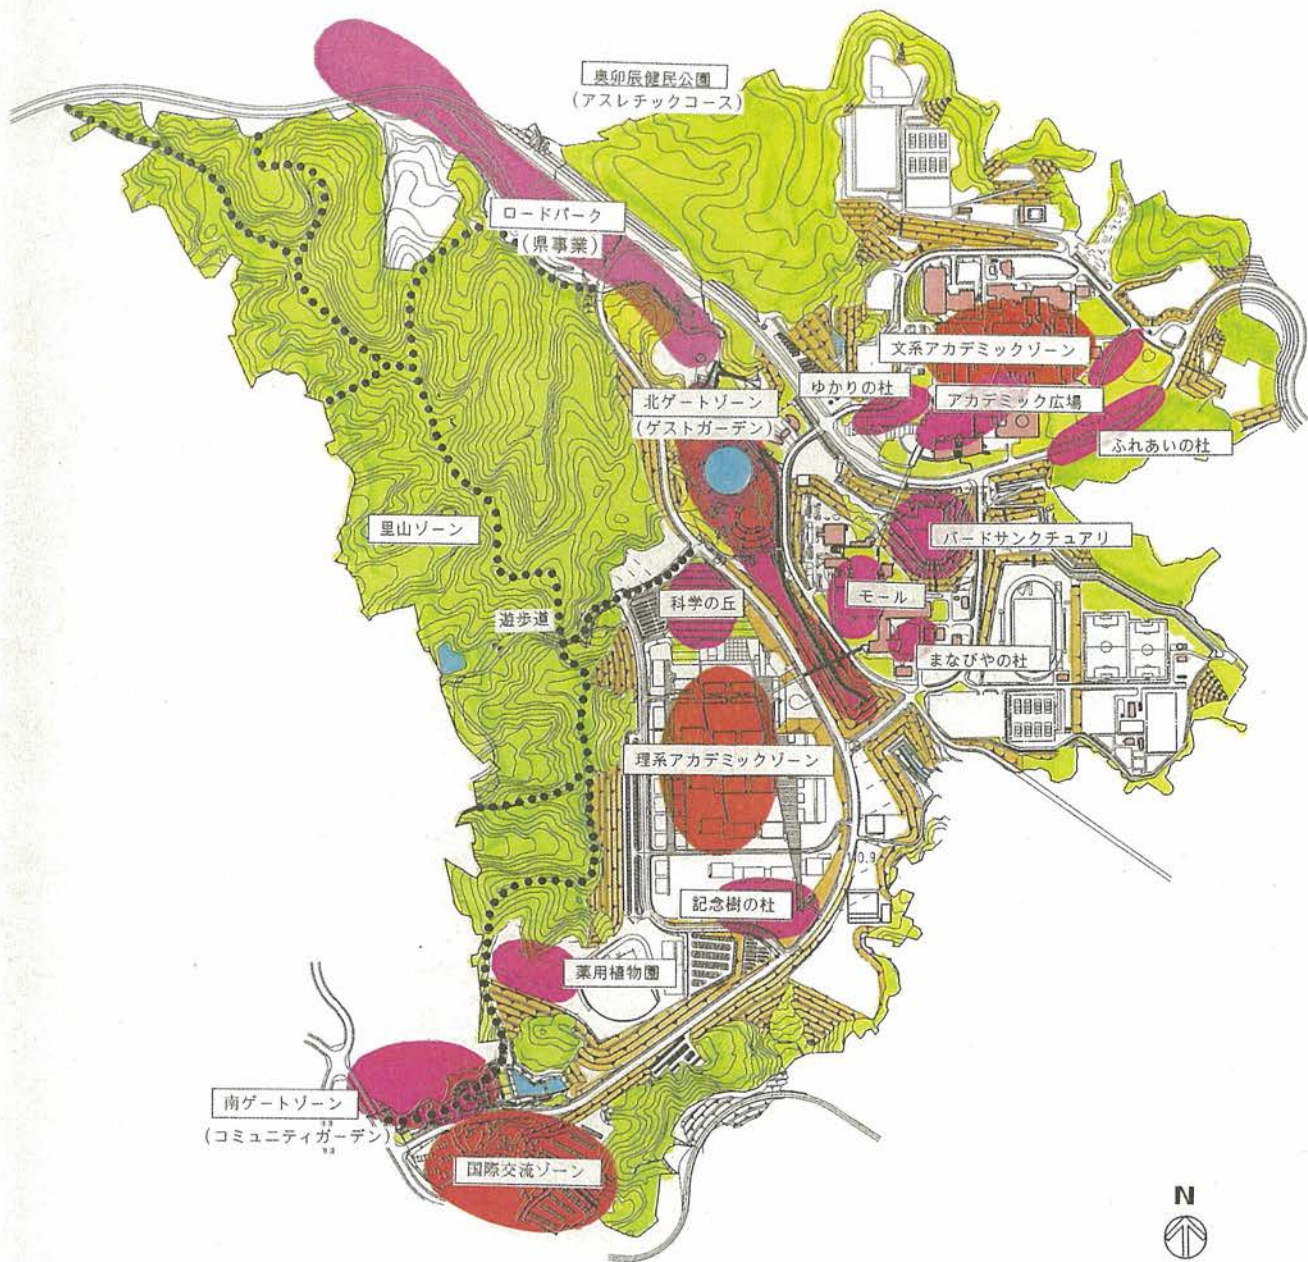 奥卯辰健民公園
(アスレチックコース)
ロードパーク
(県事業)
文系アカデミックゾーン
ゆかりの杜
アカデミック広場
北ゲートゾーン
(ゲストガーデン)
ふれあいの杜
里山ゾーン
バードサンクチュアリ
科学の丘
モール
遊歩道
まなびやの杜
理系アカデミックゾーン
記念樹の杜
薬用植物園
南ゲートゾーン
(コミュニティガーデン)
国際交流ゾーン
N